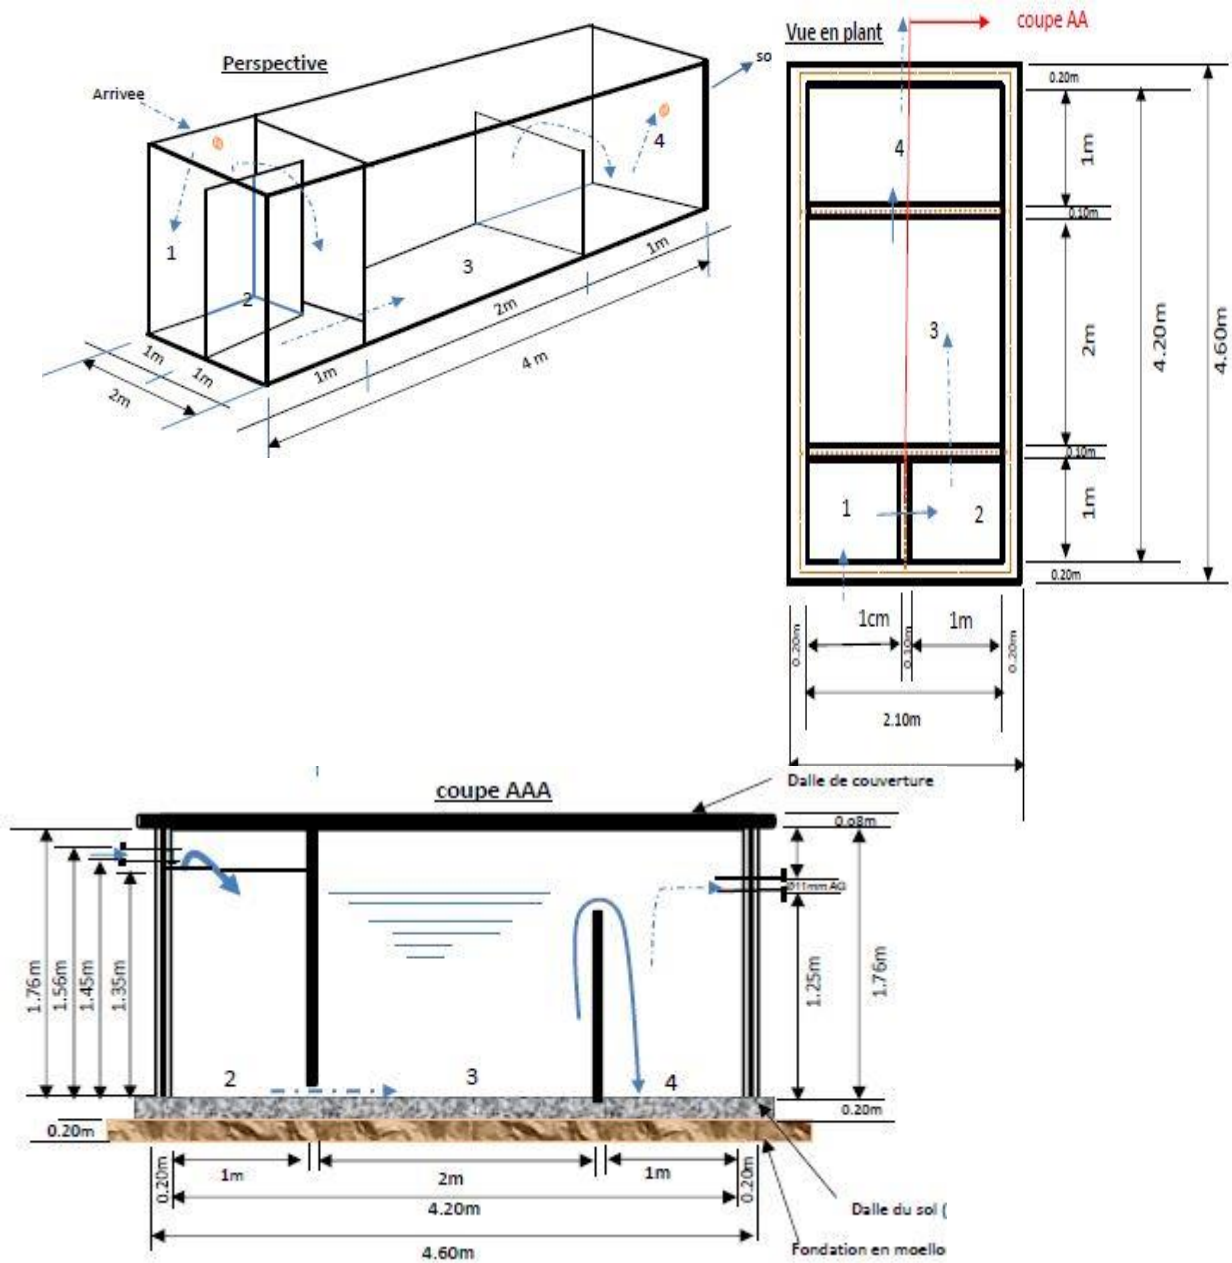 Perspective
Arrivee
so
1
2
3
4
1m
1m
2m
1m
2m
1m
4 m
Vue en plant
coupe AA
0.20m
1m
0.10m
2m
0.10m
1m
0.20m
4.20m
4.60m
4
3
1
2
1cm
1m
0.20m
0.10m
0.20m
2.10m
coupe AAA
Dalle de couverture
0.08m
1.76m
1.56m
1.45m
1.35m
1.25m
1.76m
2
3
4
0.20m
0.20m
0.20m
1m
2m
1m
0.20m
4.20m
4.60m
Dalle du sol (
Fondation en moello